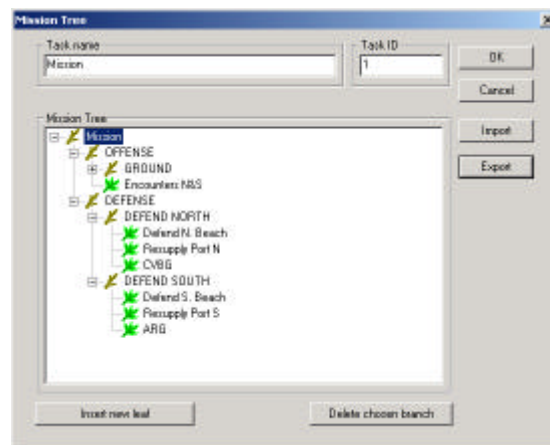 Mission Tree
Task name
Task ID
Mission
1
OK
Cancel
Import
Export
Mission Tree
Mission
OFFENSE
GROUND
Encounters N&S
DEFENSE
DEFEND NORTH
Defend N. Beach
Resupply Port N
CVBG
DEFEND SOUTH
Defend S. Beach
Resupply Port S
ARG
Insert new leaf
Delete chosen branch